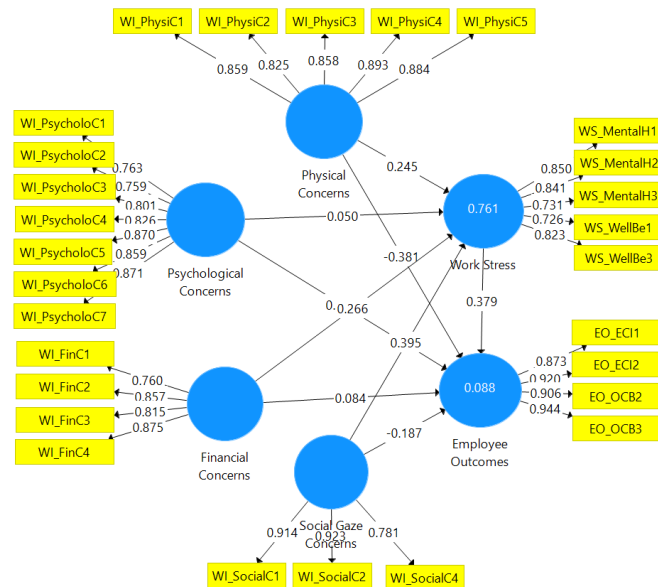 WI_PhysiC1 WI_PhysiC2 WI_PhysiC3 WI_PhysiC4 WI_PhysiC5
0.859 0.825 0.858 0.893 0.884
Physical
Concerns
WI_PsycholoC1
WI_PsycholoC2
WI_PsycholoC3
WI_PsycholoC4
WI_PsycholoC5
WI_PsycholoC6
WI_PsycholoC7
0.763
0.759
0.801
0.826
0.870
0.859
0.871
Psychological
Concerns
0.245
0.050
-0.381
0.266
0.395
0.379
0.084
-0.187
0.761
Work Stress
WS_MentalH1
WS_MentalH2
WS_MentalH3
WS_WellBe1
WS_WellBe3
0.850
0.841
0.731
0.726
0.823
WI_FinC1
WI_FinC2
WI_FinC3
WI_FinC4
0.760
0.857
0.815
0.875
Financial
Concerns
0.088
Employee
Outcomes
EO_ECI1
EO_ECI2
EO_OCB2
EO_OCB3
0.873
0.920
0.906
0.944
Social Gaze
Concerns
0.914 0.923 0.781
WI_SocialC1 WI_SocialC2 WI_SocialC4